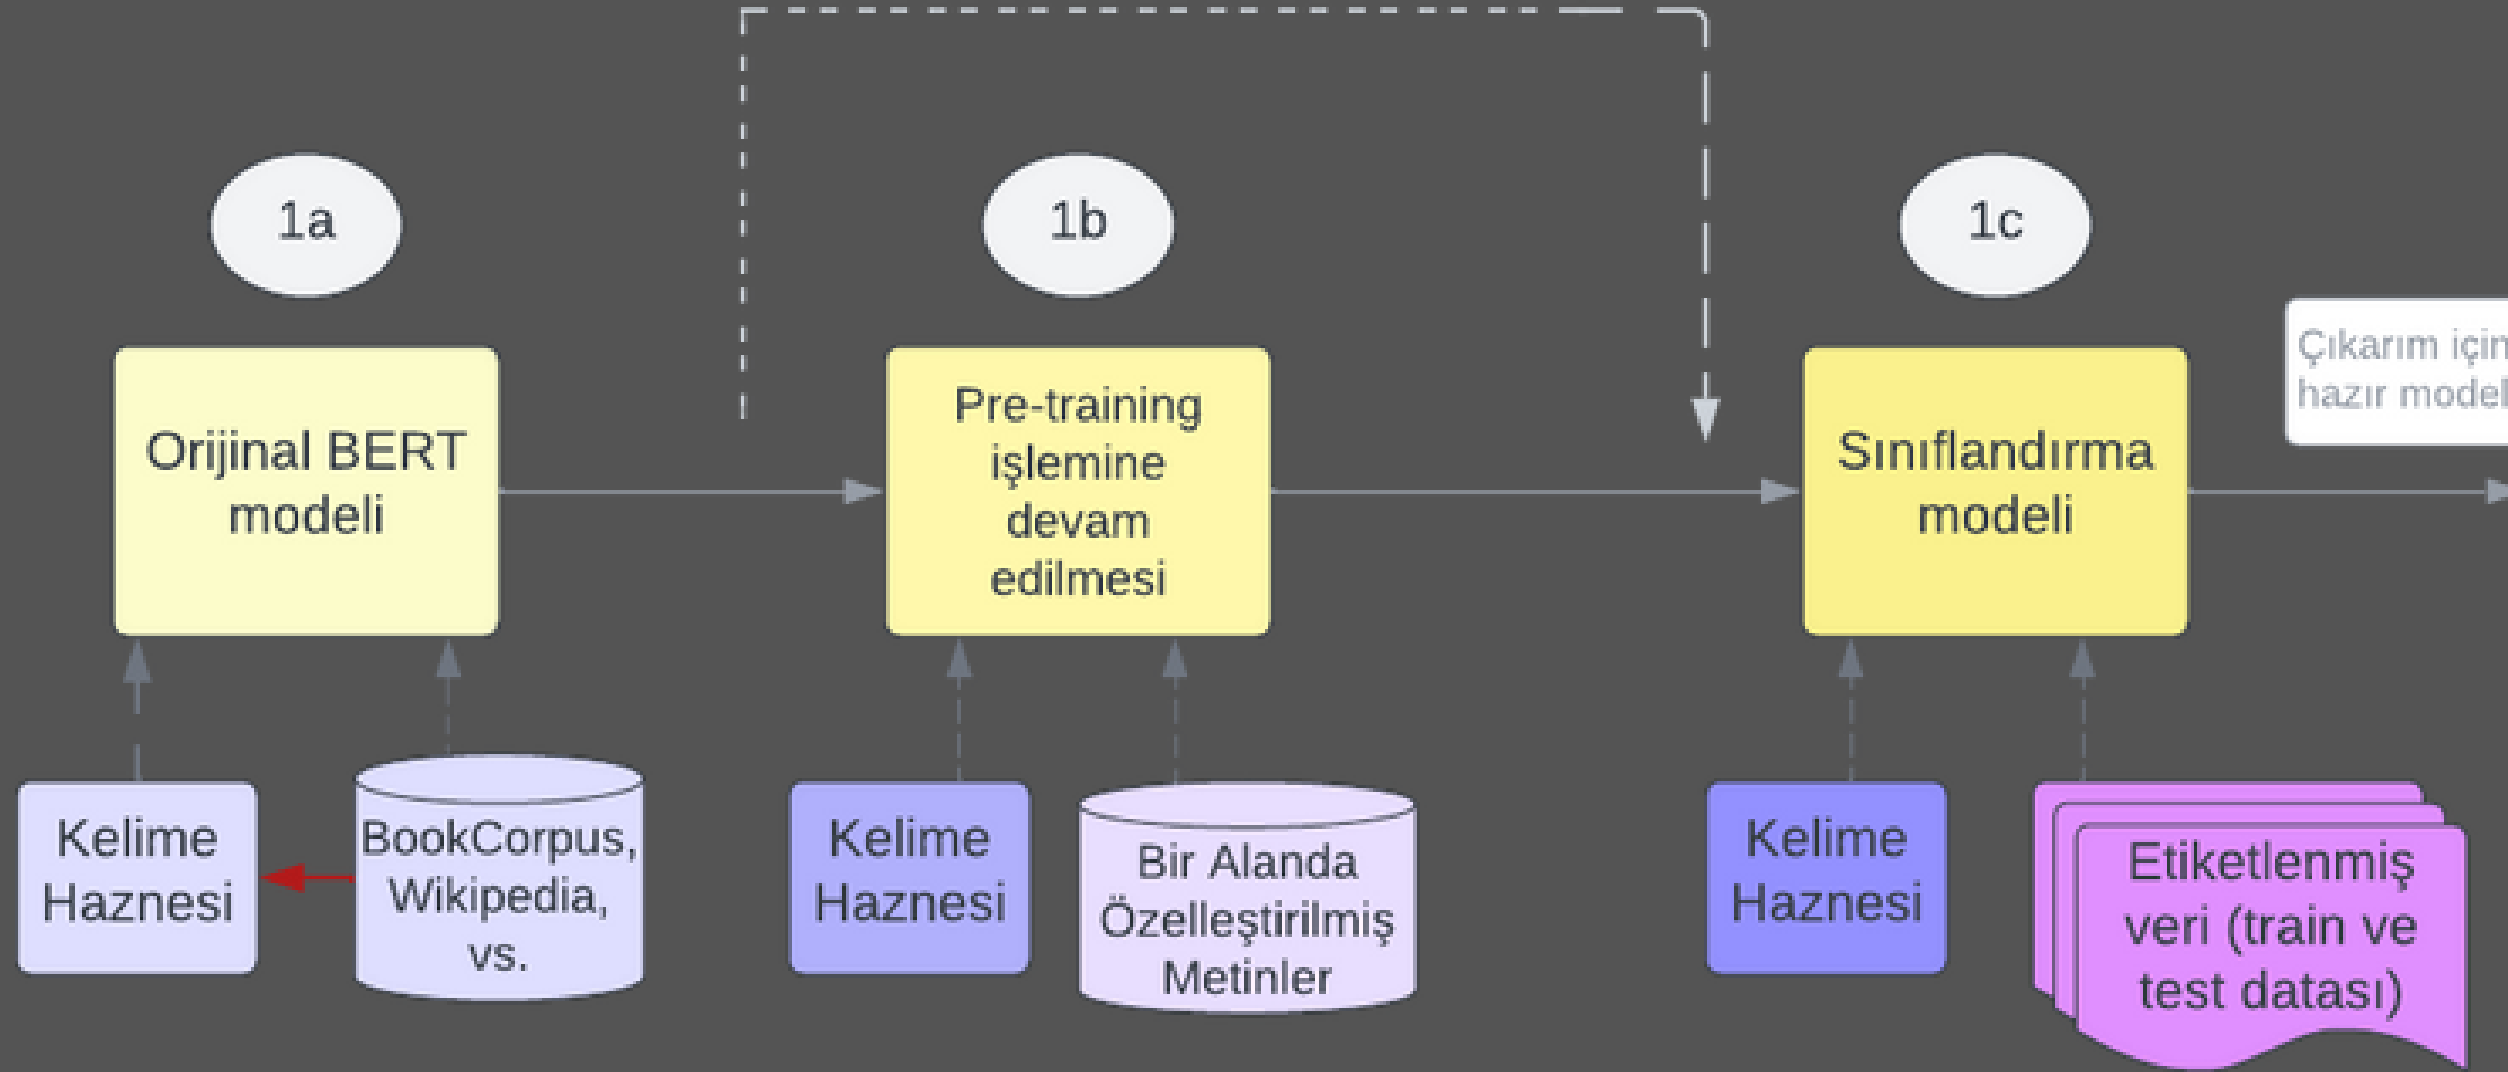 1a
1b
1c
Orijinal BERT
modeli
Pre-training
işlemine
devam
edilmesi
Sınıflandırma
modeli
Çıkarım için
hazır model
Kelime
Haznesi
BookCorpus,
Wikipedia,
vs.
Kelime
Haznesi
Bir Alanda
Özelleştirilmiş
Metinler
Kelime
Haznesi
Etiketlenmiş
veri (train ve
test datası)